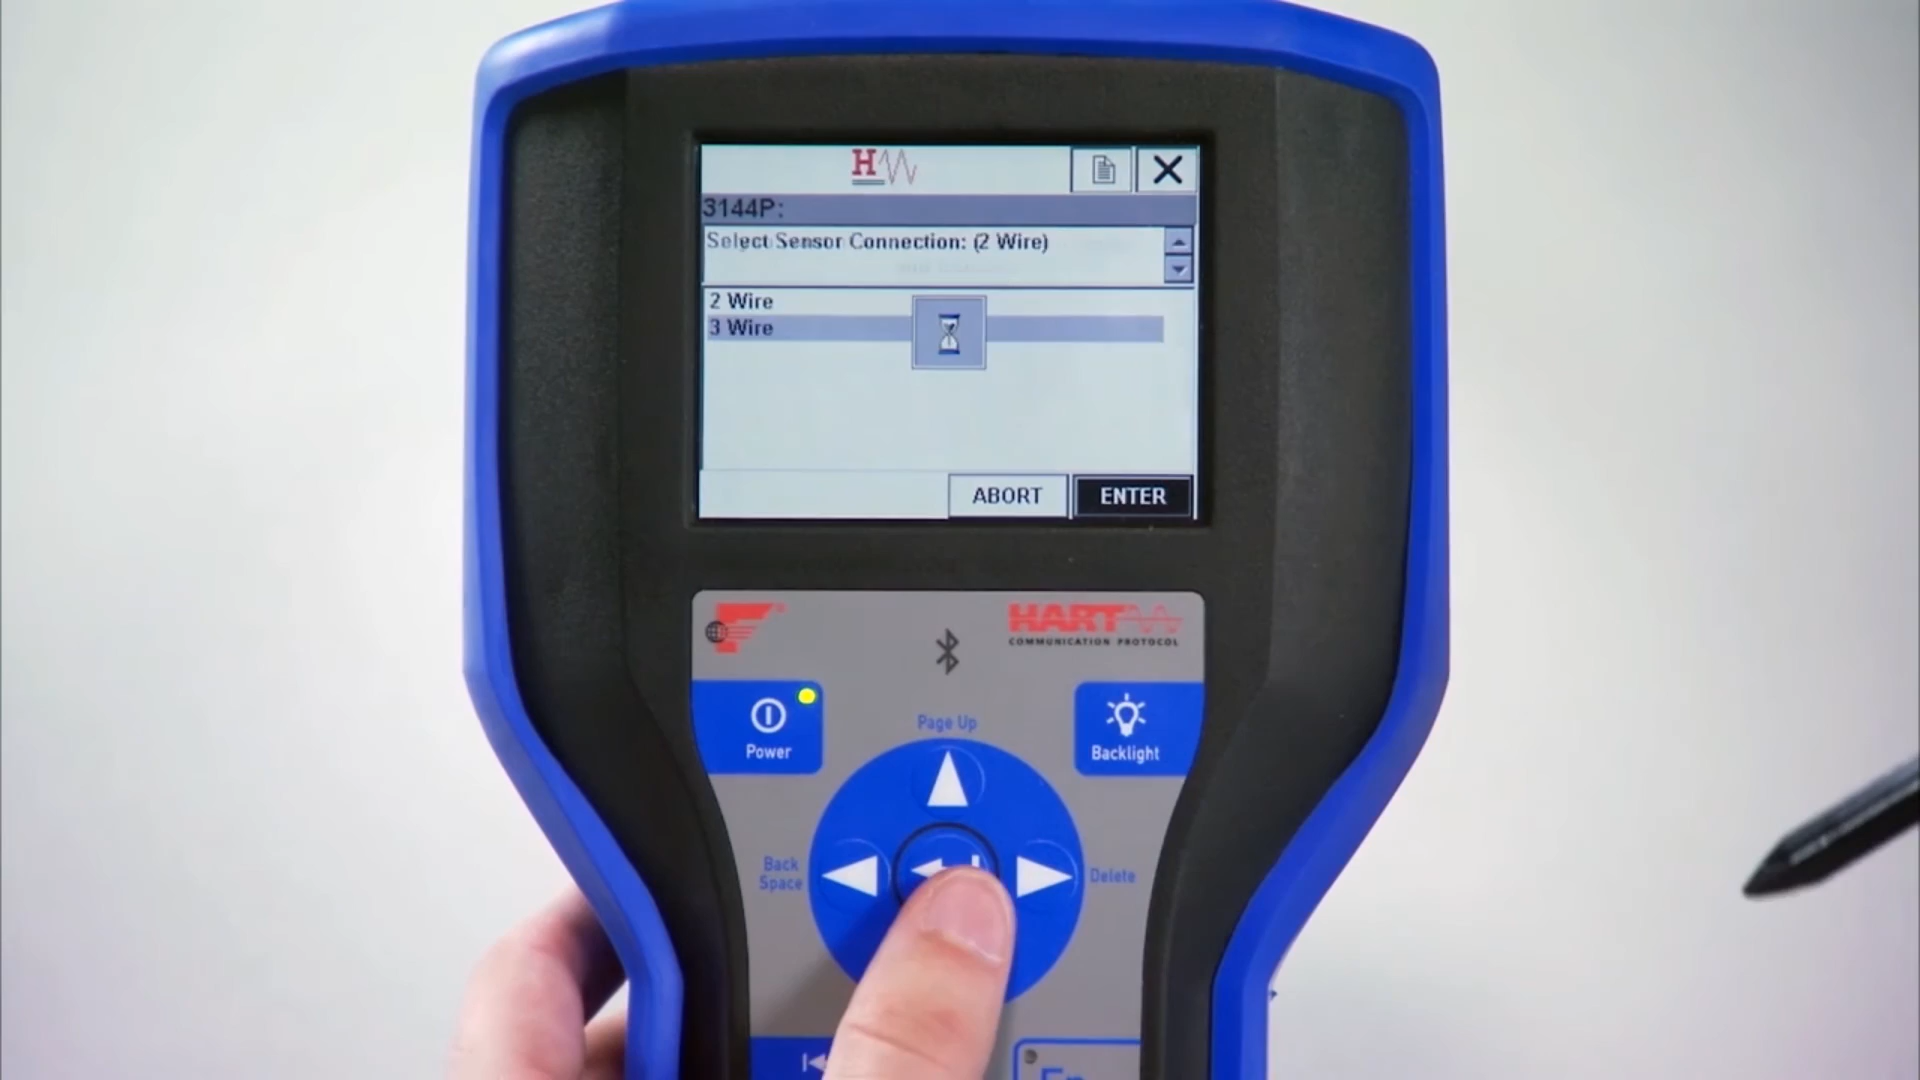 H
3144P:
Select Sensor Connection: (2 Wire)
2 Wire
3 Wire
ABORT
ENTER
F
HART
COMMUNICATION PROTOCOL
Power
Page Up
Backlight
Back
Space
Delete